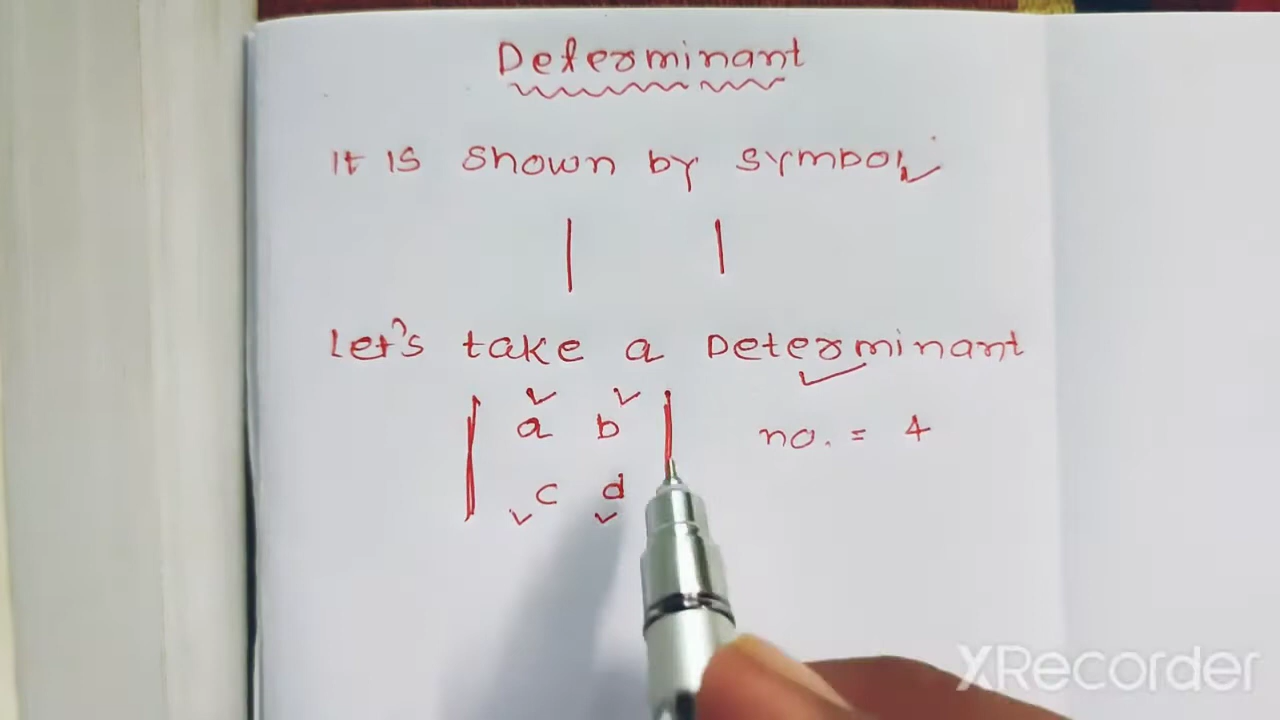 Determinant
It is shown by symbol
| |
Let's take a Determinant
| a b | no. = 4
c d
XRecorder